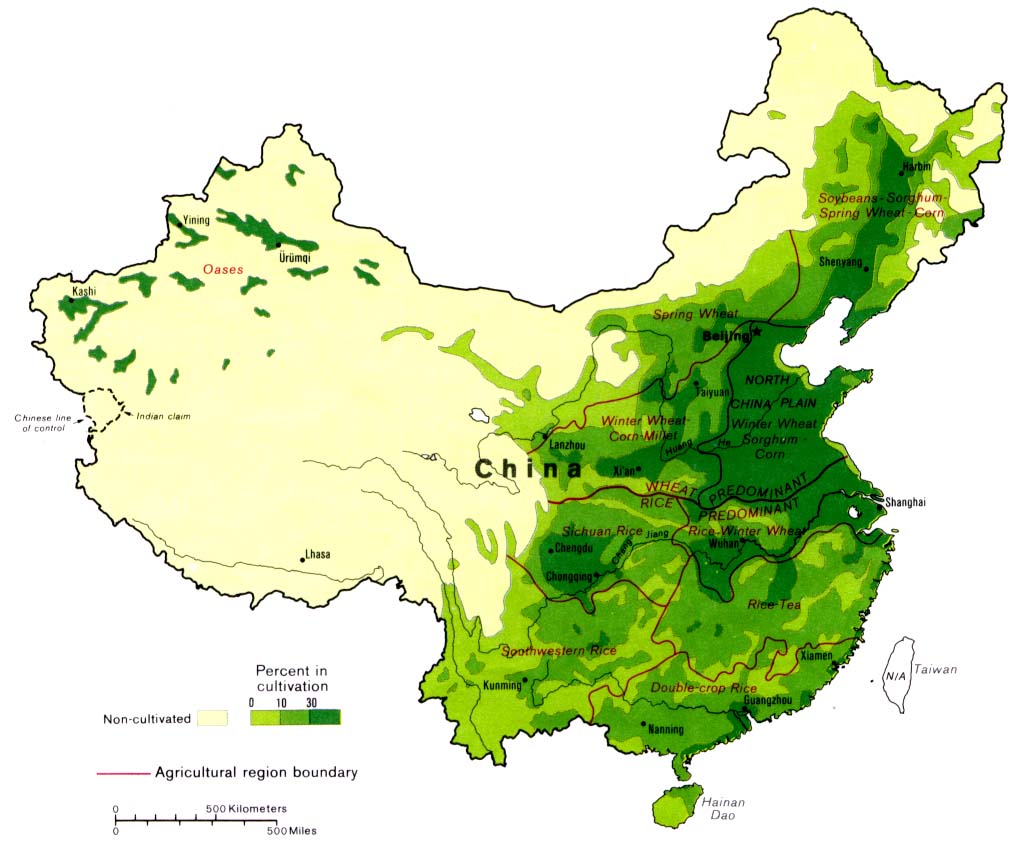 Harbin
Soybeans-Sorghum-
Spring Wheat-Corn
Yining
Ürümqi
Oases
Shenyang
Kashi
Spring Wheat
Beijing
Taiyuan
NORTH
CHINA PLAIN
Chinese line
of control
Indian claim
Winter Wheat-
Corn-Millet
Winter Wheat
Sorghum-
Corn
Lanzhou
Huang
He
China
Xi'an
WHEAT
PREDOMINANT
RICE
PREDOMINANT
Shanghai
Sichuan Rice
Chang
Jiang
Rice-Winter Wheat
Wuhan
Chengdu
Lhasa
Chongqing
Rice-Tea
Southwestern Rice
Xiamen
Taiwan
N/A
Kunming
Double-crop Rice
Guangzhou
Nanning
Hainan
Dao
Percent in
cultivation
0 10 30
Non-cultivated
Agricultural region boundary
0 500 Kilometers
0 500 Miles